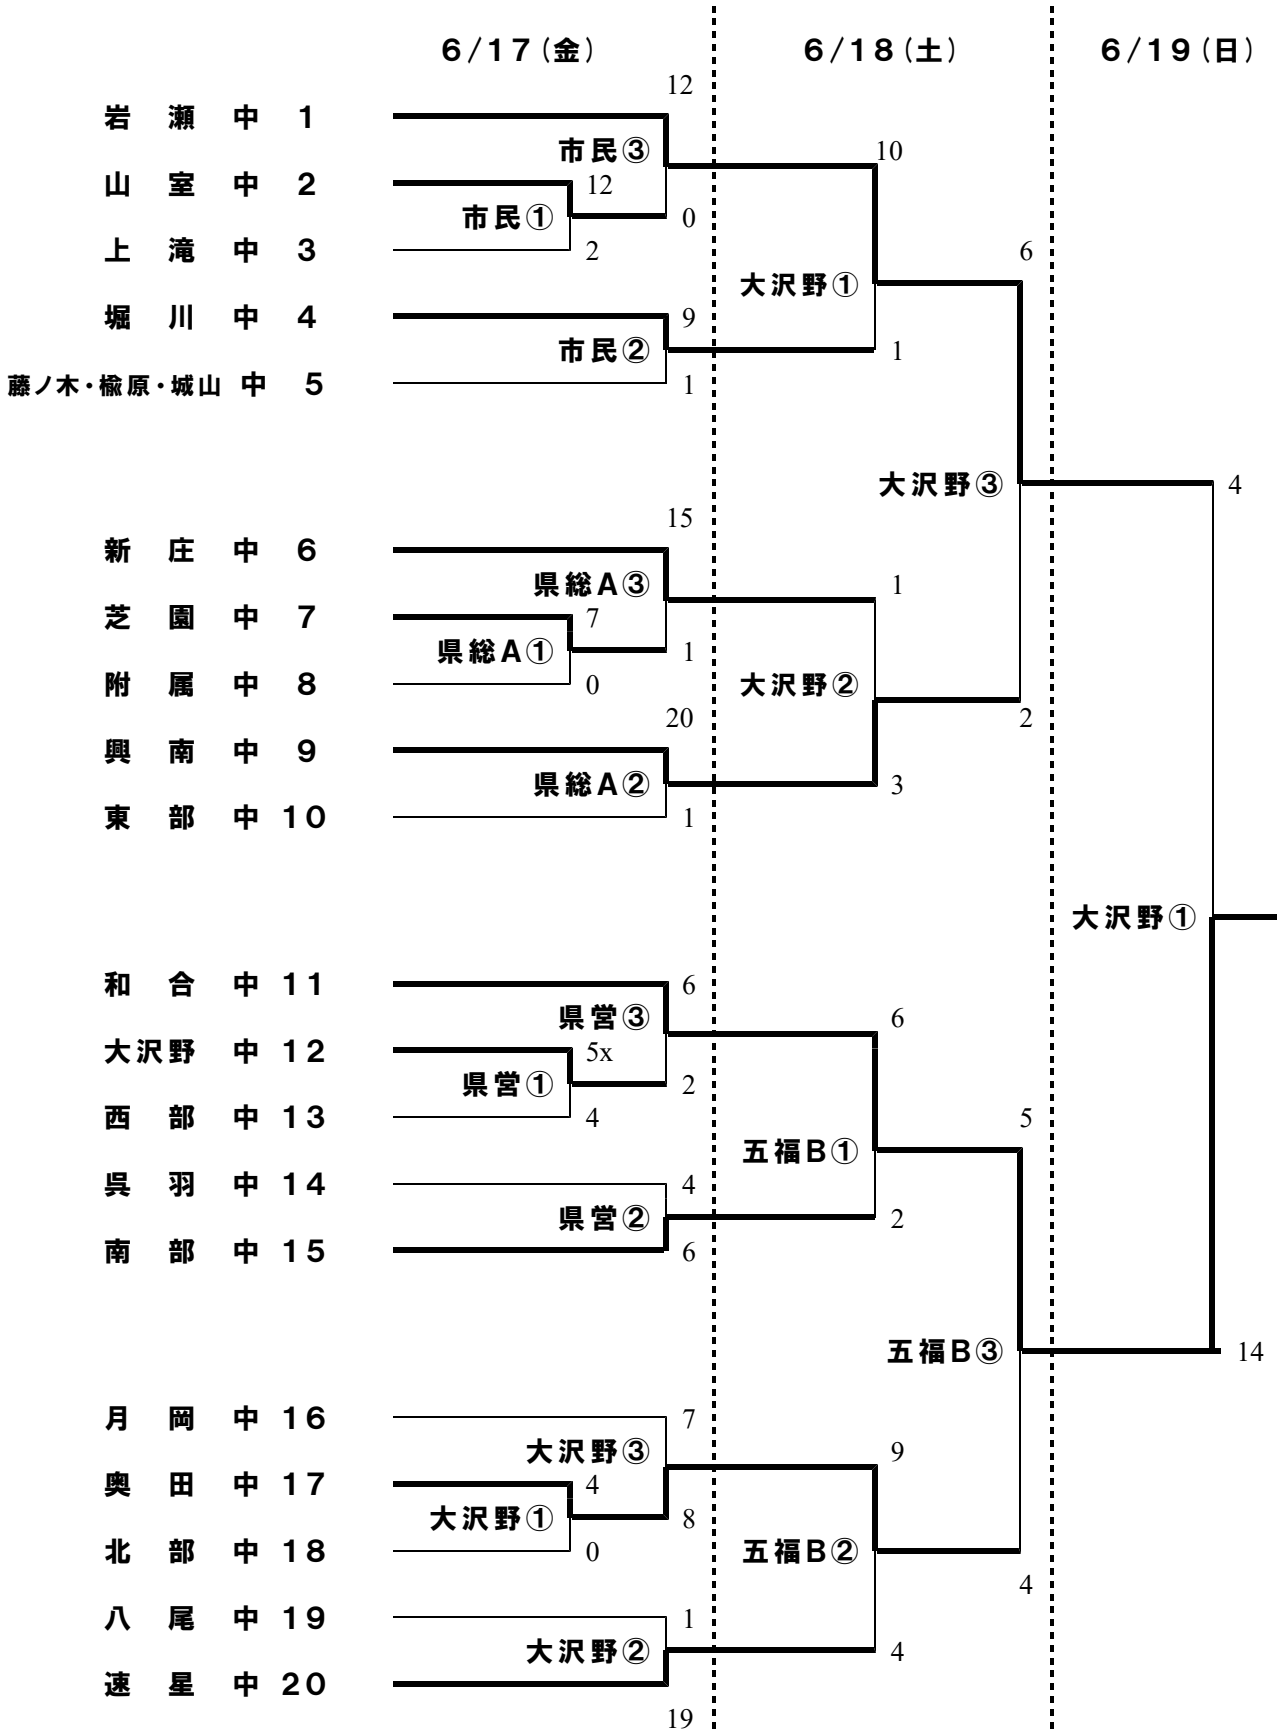 6/17(金) 6/18(土) 6/19(日)
12
岩瀬中 1
市民③ 10
山室中 2 12
市民① 0
上滝中 3 2 6
大沢野①
堀川中 4 9
市民② 1
藤ノ木・楡原・城山 中 5 1
大沢野③ 4
15
新庄中 6
県総A③ 1
芝園中 7 7
県総A① 1
附属中 8 0 大沢野②
20 2
興南中 9
県総A② 3
東部中 10 1
大沢野①
和合中 11 6
県営③ 6
大沢野中 12 5x
県営① 2
西部中 13 4 5
五福B①
呉羽中 14 4
県営② 2
南部中 15 6
五福B③ 14
月岡中 16 7
大沢野③ 9
奥田中 17 4
大沢野① 8
北部中 18 0 五福B②
4
八尾中 19 1
大沢野② 4
速星中 20
19